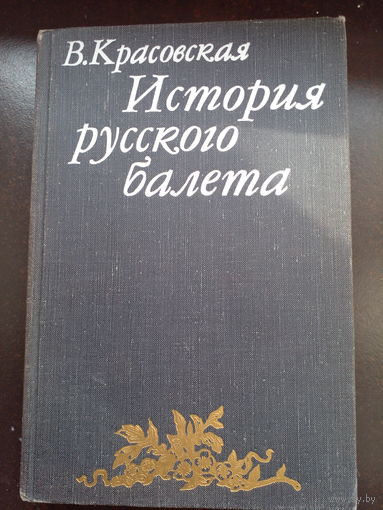 В. Красовская
История
русского
балета